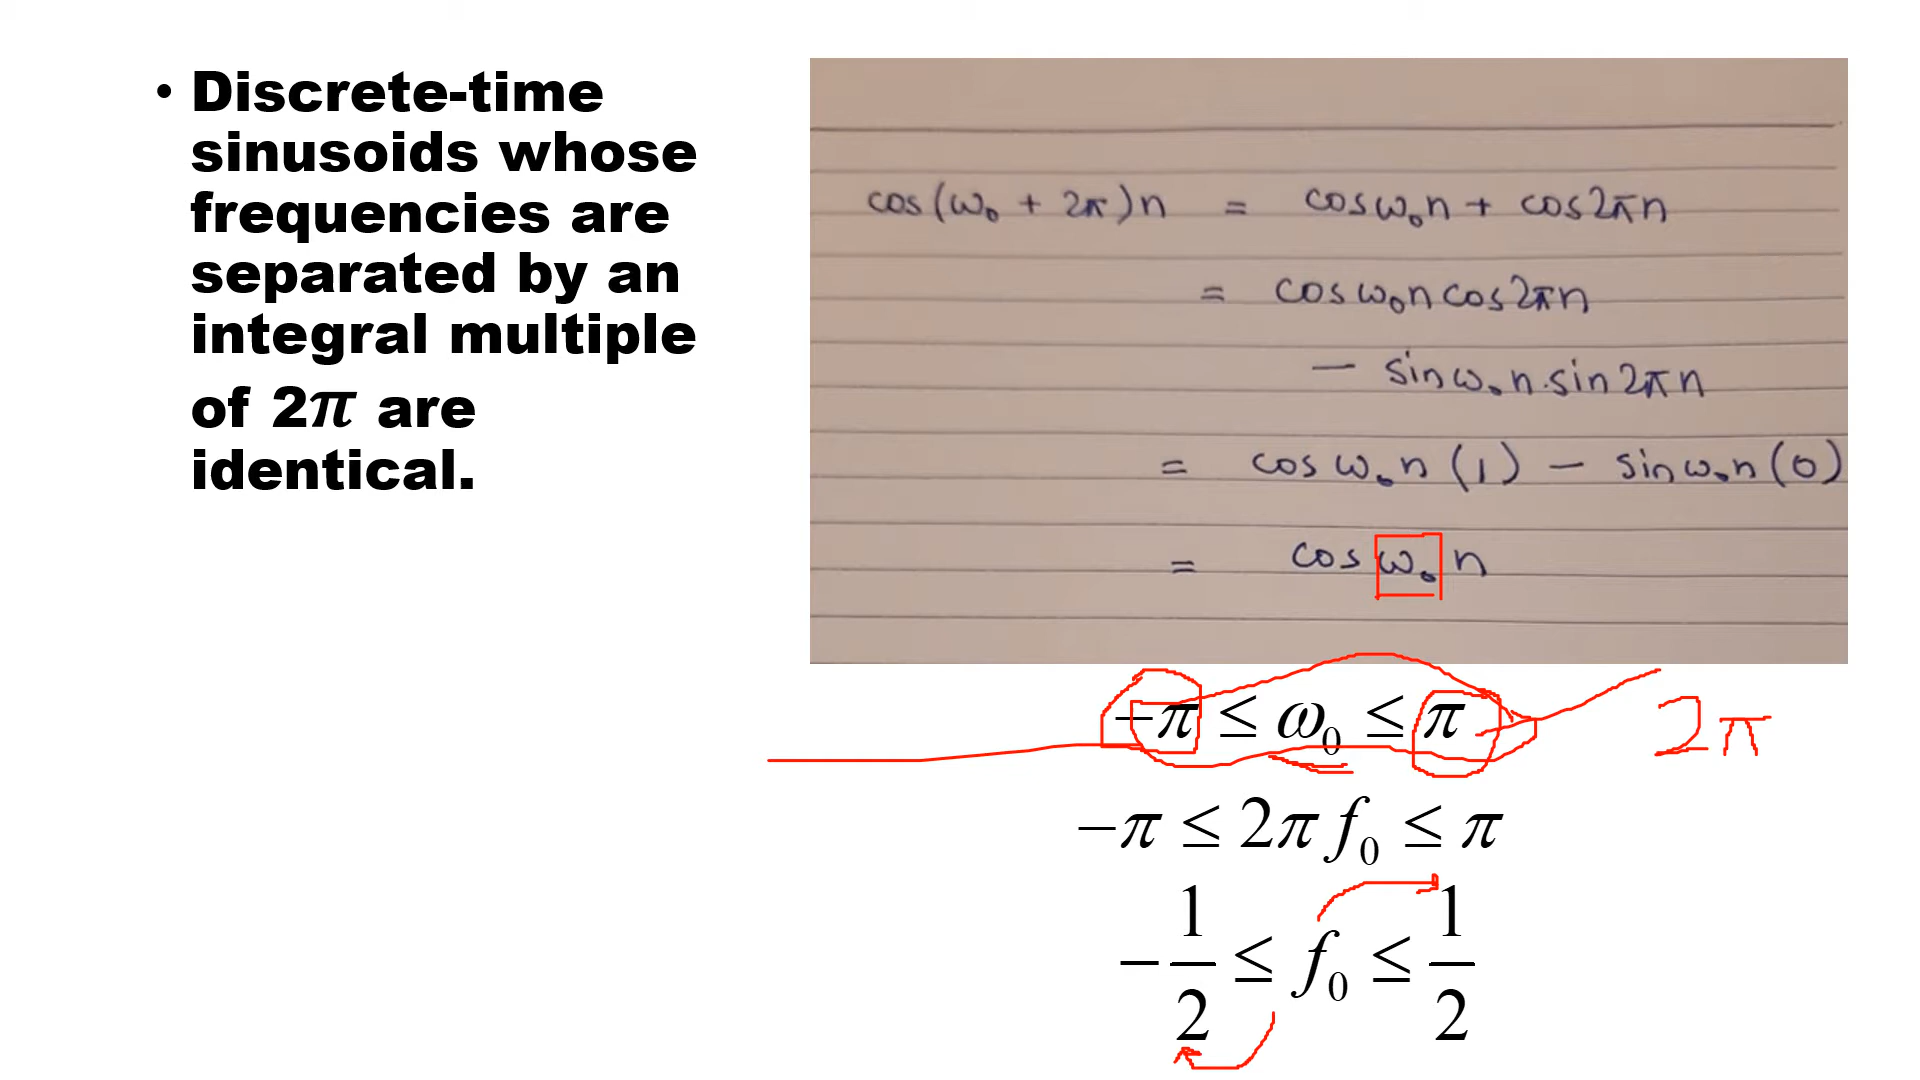 • Discrete-time
sinusoids whose
frequencies are
separated by an
integral multiple
of 2𝝅 are
identical.
cos(ω₀ + 2π)n = cosω₀n + cos2πn
= cosω₀n cos2πn
− sinω₀n.sin2πn
= cosω₀n(1) − sinω₀n(0)
= cosω₀n
−π ≤ ω₀ ≤ π 2π
−π ≤ 2πf₀ ≤ π
−1/2 ≤ f₀ ≤ 1/2